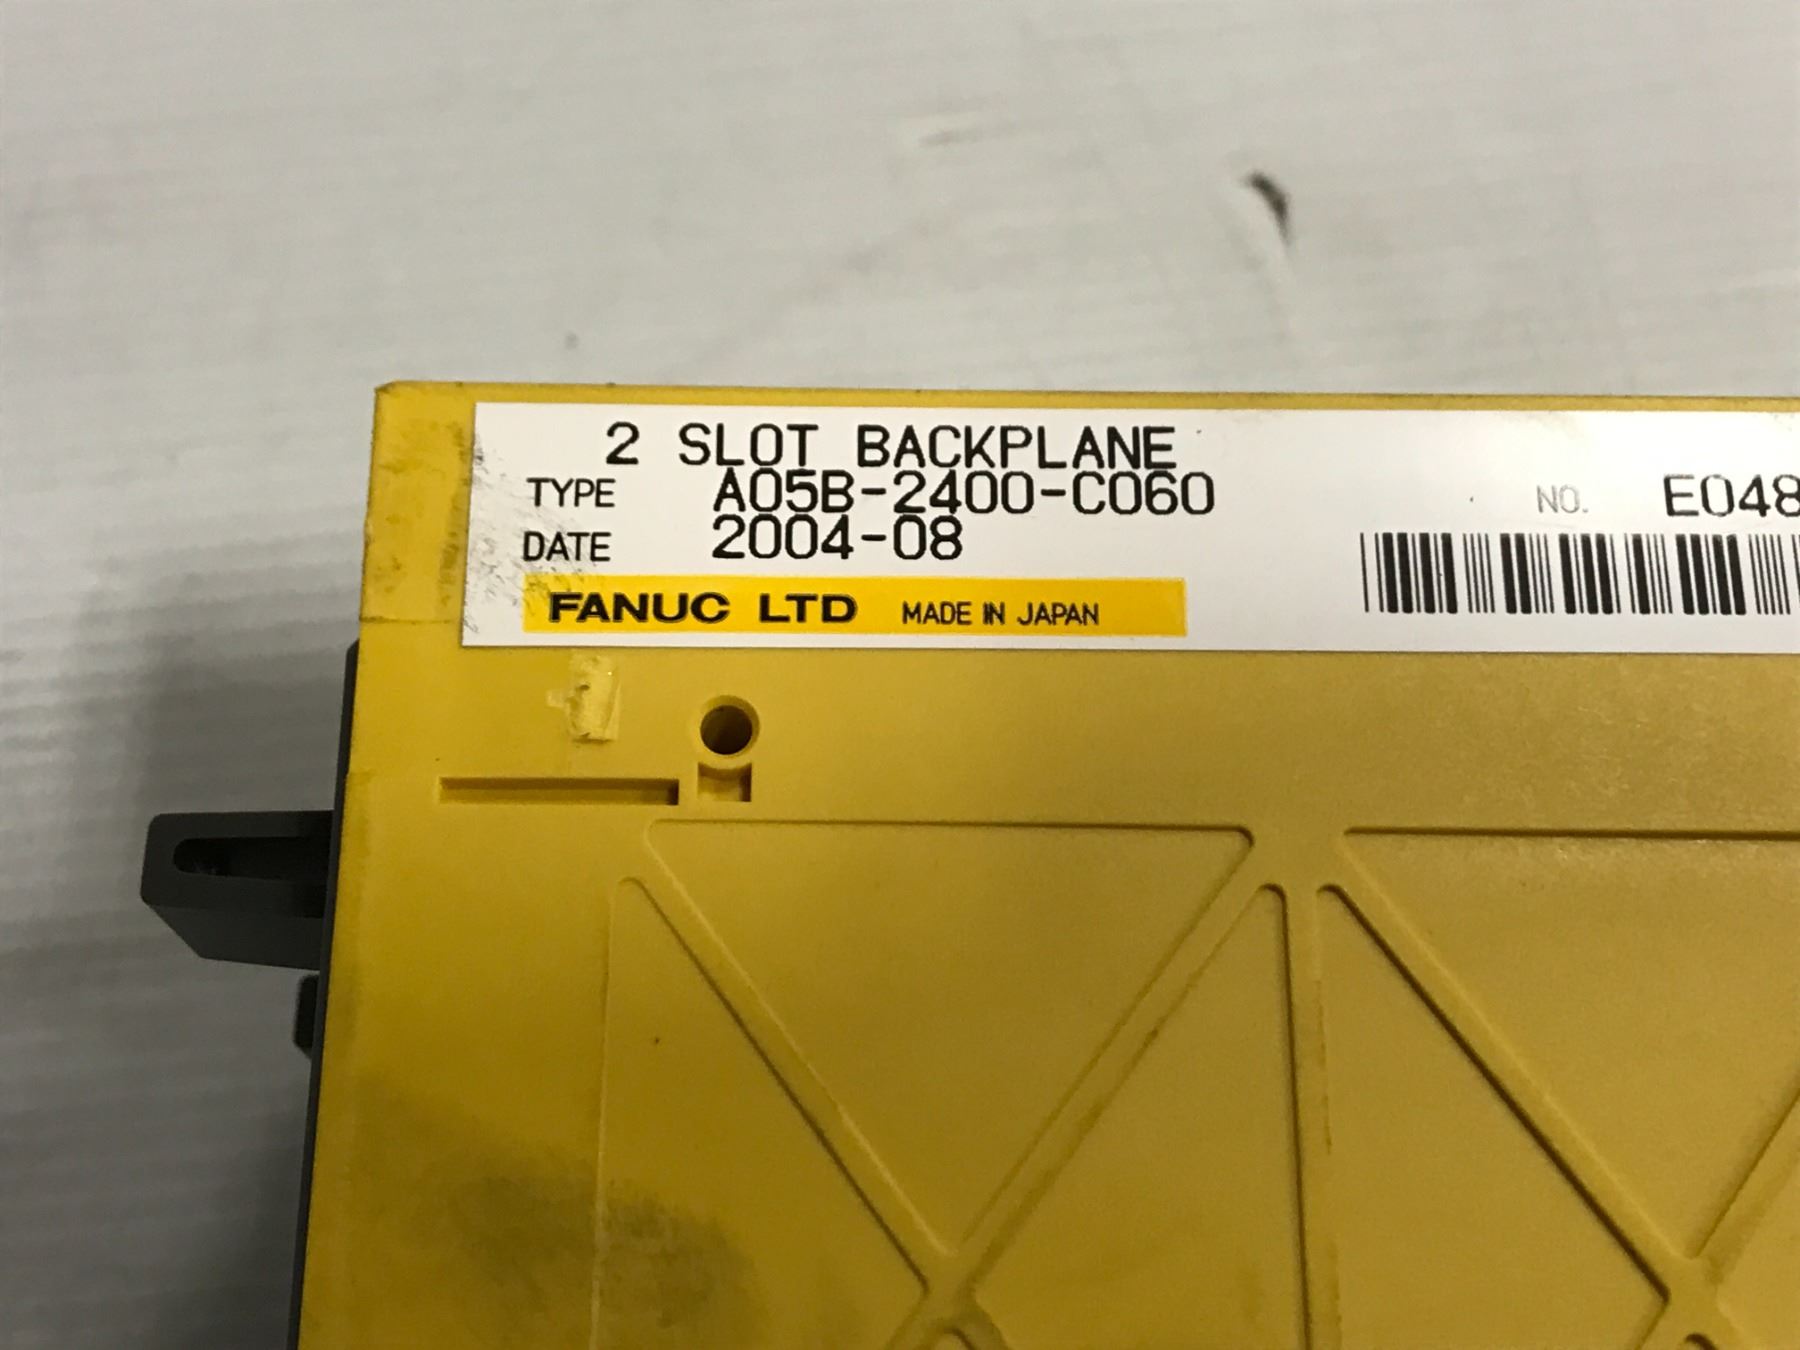 2 SLOT BACKPLANE
TYPE A05B-2400-C060
NO. E048
DATE 2004-08
FANUC LTD MADE IN JAPAN